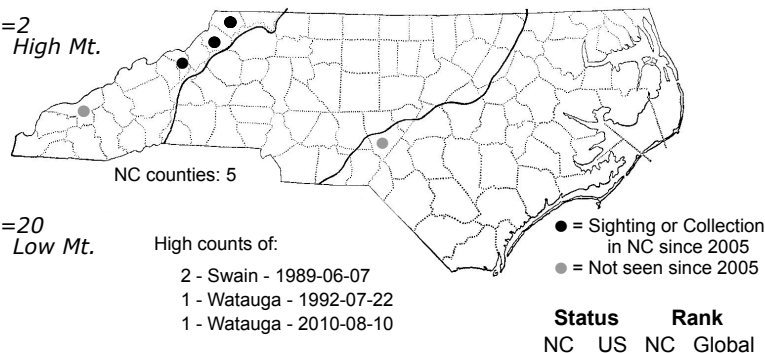 =2
High Mt.
NC counties: 5
=20
Low Mt.
High counts of:
2 - Swain - 1989-06-07
1 - Watauga - 1992-07-22
1 - Watauga - 2010-08-10
● = Sighting or Collection
in NC since 2005
● = Not seen since 2005
Status Rank
NC US NC Global